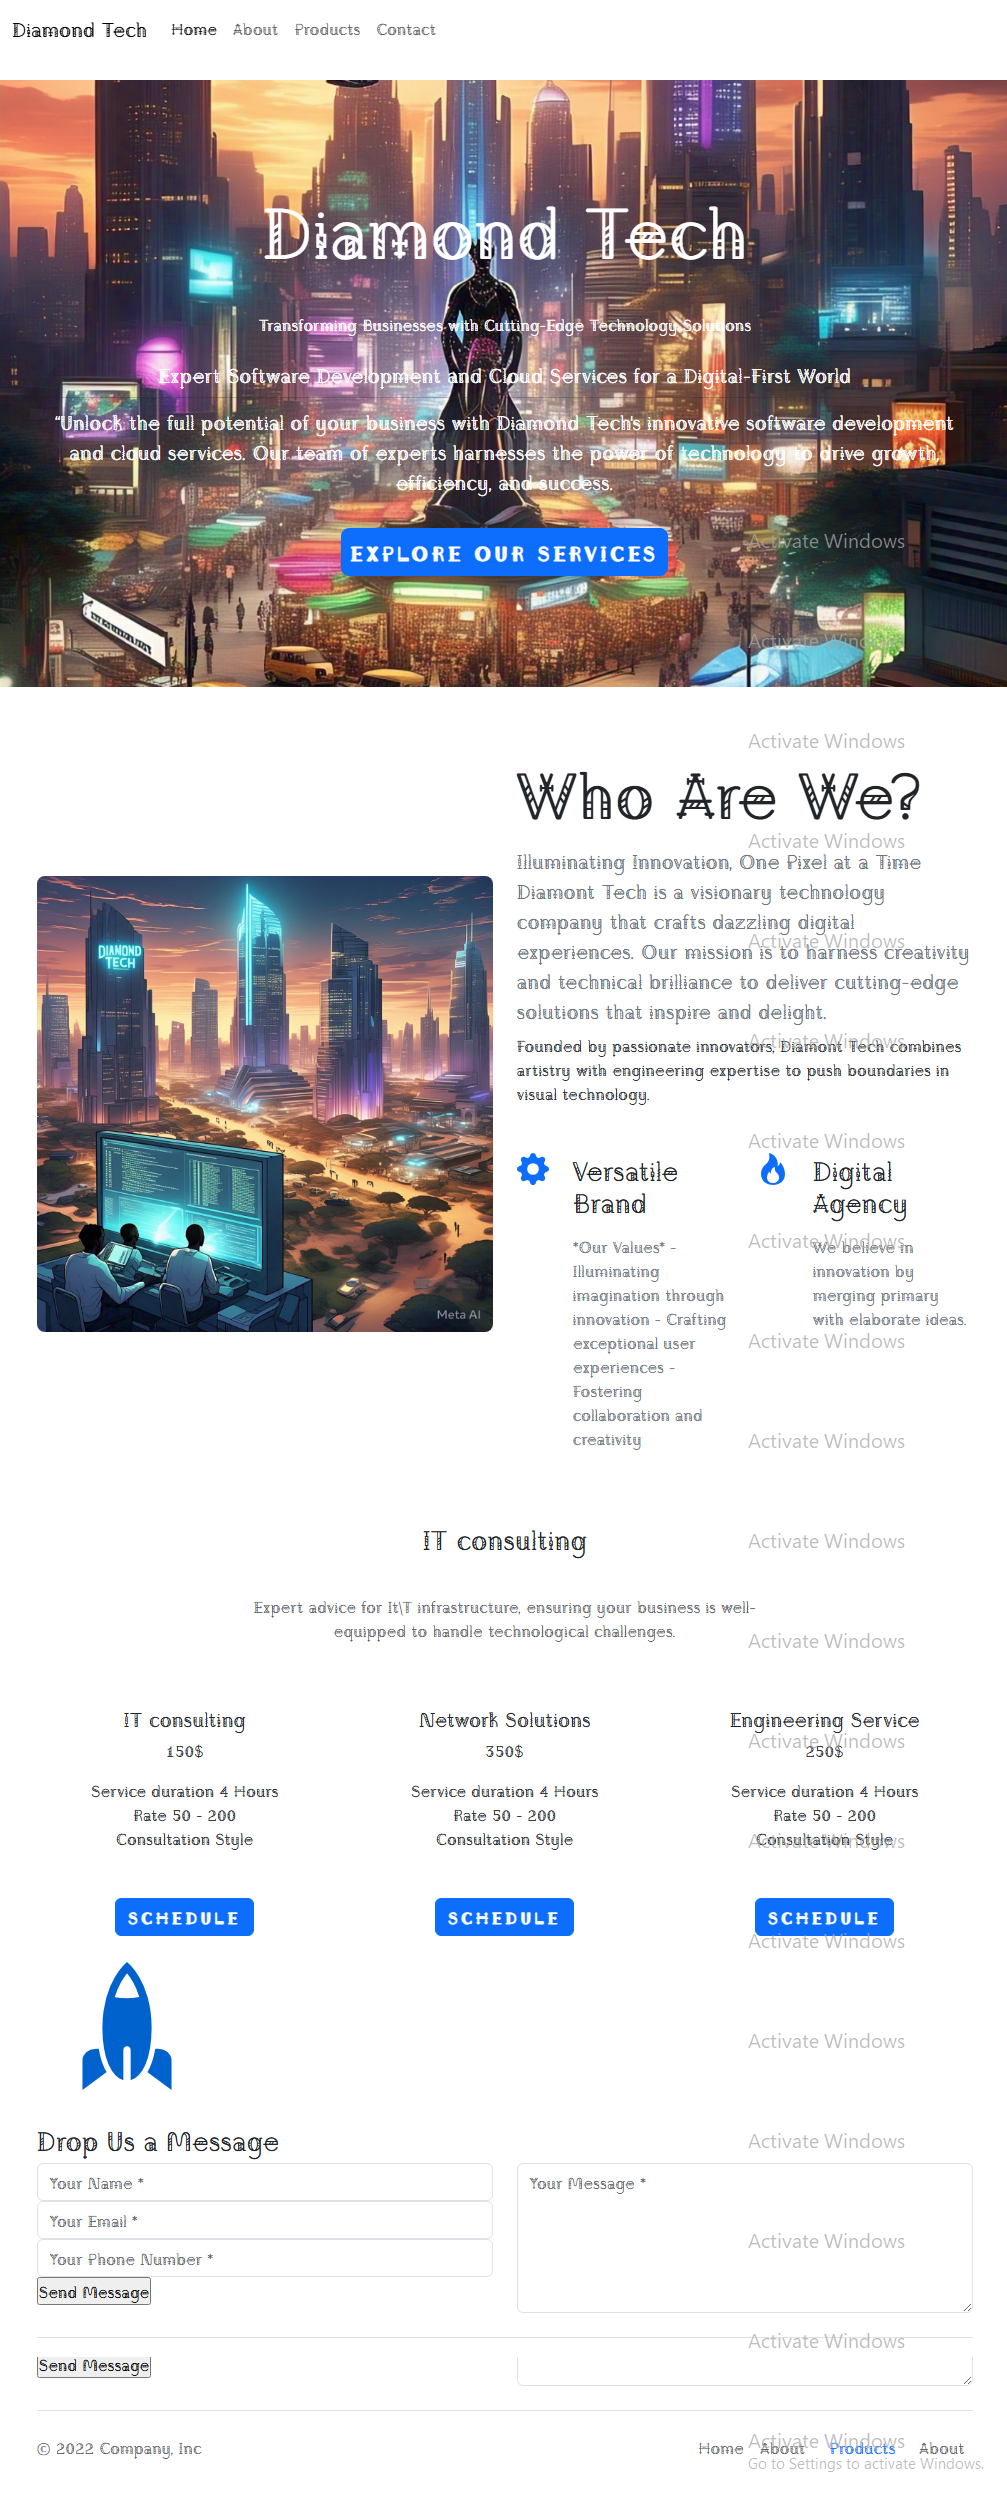 Diamond Tech Home About Products Contact
Diamond Tech
Transforming Businesses with Cutting-Edge Technology Solutions
Expert Software Development and Cloud Services for a Digital-First World
"Unlock the full potential of your business with Diamond Tech's innovative software development
and cloud services. Our team of experts harnesses the power of technology to drive growth,
efficiency, and success.
EXPLORE OUR SERVICES
Activate Windows
Activate Windows
Activate Windows
Who Are We?
Activate Windows
Illuminating Innovation, One Pixel at a Time
Diamont Tech is a visionary technology
company that crafts dazzling digital
Activate Windows
experiences. Our mission is to harness creativity
and technical brilliance to deliver cutting-edge
solutions that inspire and delight.
Activate Windows
Founded by passionate innovators, Diamont Tech combines
artistry with engineering expertise to push boundaries in
visual technology.
DIAMOND
TECH
Meta AI
Activate Windows
Versatile
Brand
*Our Values* -
Illuminating
imagination through
innovation - Crafting
exceptional user
experiences -
Fostering
collaboration and
creativity
Digital
Agency
Activate Windows
We believe in
innovation by
merging primary
with elaborate ideas.
Activate Windows
Activate Windows
IT consulting
Activate Windows
Expert advice for It\T infrastructure, ensuring your business is well-
equipped to handle technological challenges.
Activate Windows
IT consulting
150$
Service duration 4 Hours
Rate 50 - 200
Consultation Style
SCHEDULE
Network Solutions
350$
Service duration 4 Hours
Rate 50 - 200
Consultation Style
SCHEDULE
Engineering Service
Activate Windows
250$
Service duration 4 Hours
Rate 50 - 200
Consultation Style
Activate Windows
SCHEDULE
Activate Windows
Activate Windows
Drop Us a Message
Activate Windows
Your Name *
Your Email *
Your Phone Number *
Send Message
Your Message *
Activate Windows
Activate Windows
Send Message
Activate Windows
© 2022 Company, Inc
Home About Products About
Go to Settings to activate Windows.